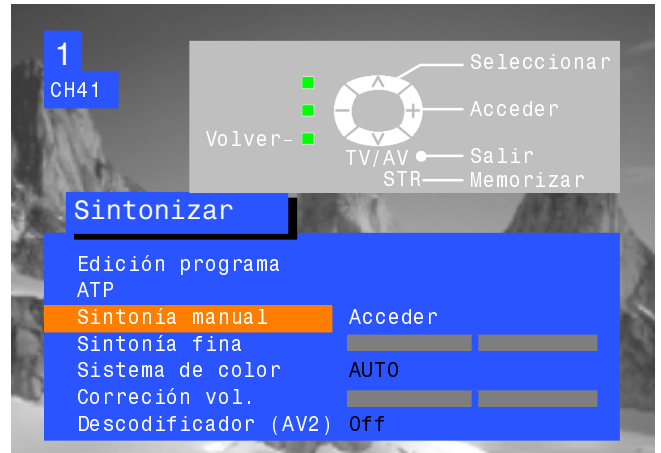 1
CH41
Seleccionar
Acceder
Volver
TV/AV Salir
STR Memorizar
Sintonizar
Edición programa
ATP
Sintonía manual Acceder
Sintonía fina
Sistema de color AUTO
Correción vol.
Descodificador (AV2) Off